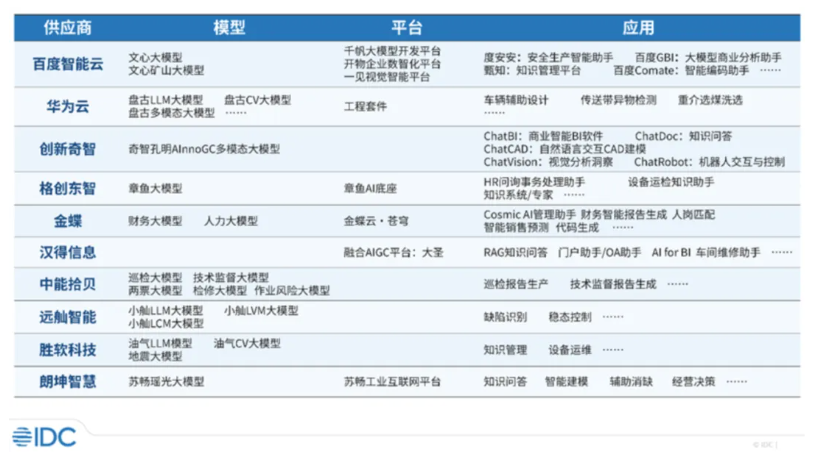 供应商 模型 平台 应用
百度智能云
文心大模型
文心矿山大模型
千帆大模型开发平台
开物企业数智化平台
一见视觉智能平台
度安安：安全生产智能助手 百度GBI：大模型商业分析助手
甄知：知识管理平台 百度Comate：智能编码助手 ……
华为云
盘古LLM大模型 盘古CV大模型
盘古多模态大模型 ……
工程套件
车辆辅助设计 传送带异物检测 重介选煤洗选
……
创新奇智
奇智孔明AInnoGC多模态大模型
ChatBI：商业智能BI软件 ChatDoc：知识问答
ChatCAD：自然语言交互CAD建模
ChatVision：视觉分析洞察 ChatRobot：机器人交互与控制
格创东智
章鱼大模型
章鱼AI底座
HR问询事务处理助手 设备运检知识助手
知识系统/专家 ……
金蝶
财务大模型 人力大模型
金蝶云·苍穹
Cosmic AI管理助手 财务智能报告生成 人岗匹配
智能销售预测 代码生成 ……
汉得信息
融合AIGC平台：大圣
RAG知识问答 门户助手/OA助手 AI for BI 车间维修助手 ……
中能拾贝
巡检大模型 技术监督大模型
两票大模型 检修大模型 作业风险大模型
巡检报告生产 技术监督报告生成 ……
远舢智能
小舢LLM大模型 小舢LVM大模型
小舢LCM大模型
缺陷识别 稳态控制 ……
胜软科技
油气LLM模型 油气CV大模型
地震大模型
知识管理 设备运维 ……
朗坤智慧
苏畅瑶光大模型
苏畅工业互联网平台
知识问答 智能建模 辅助消缺 经营决策 ……
IDC
© IDC |